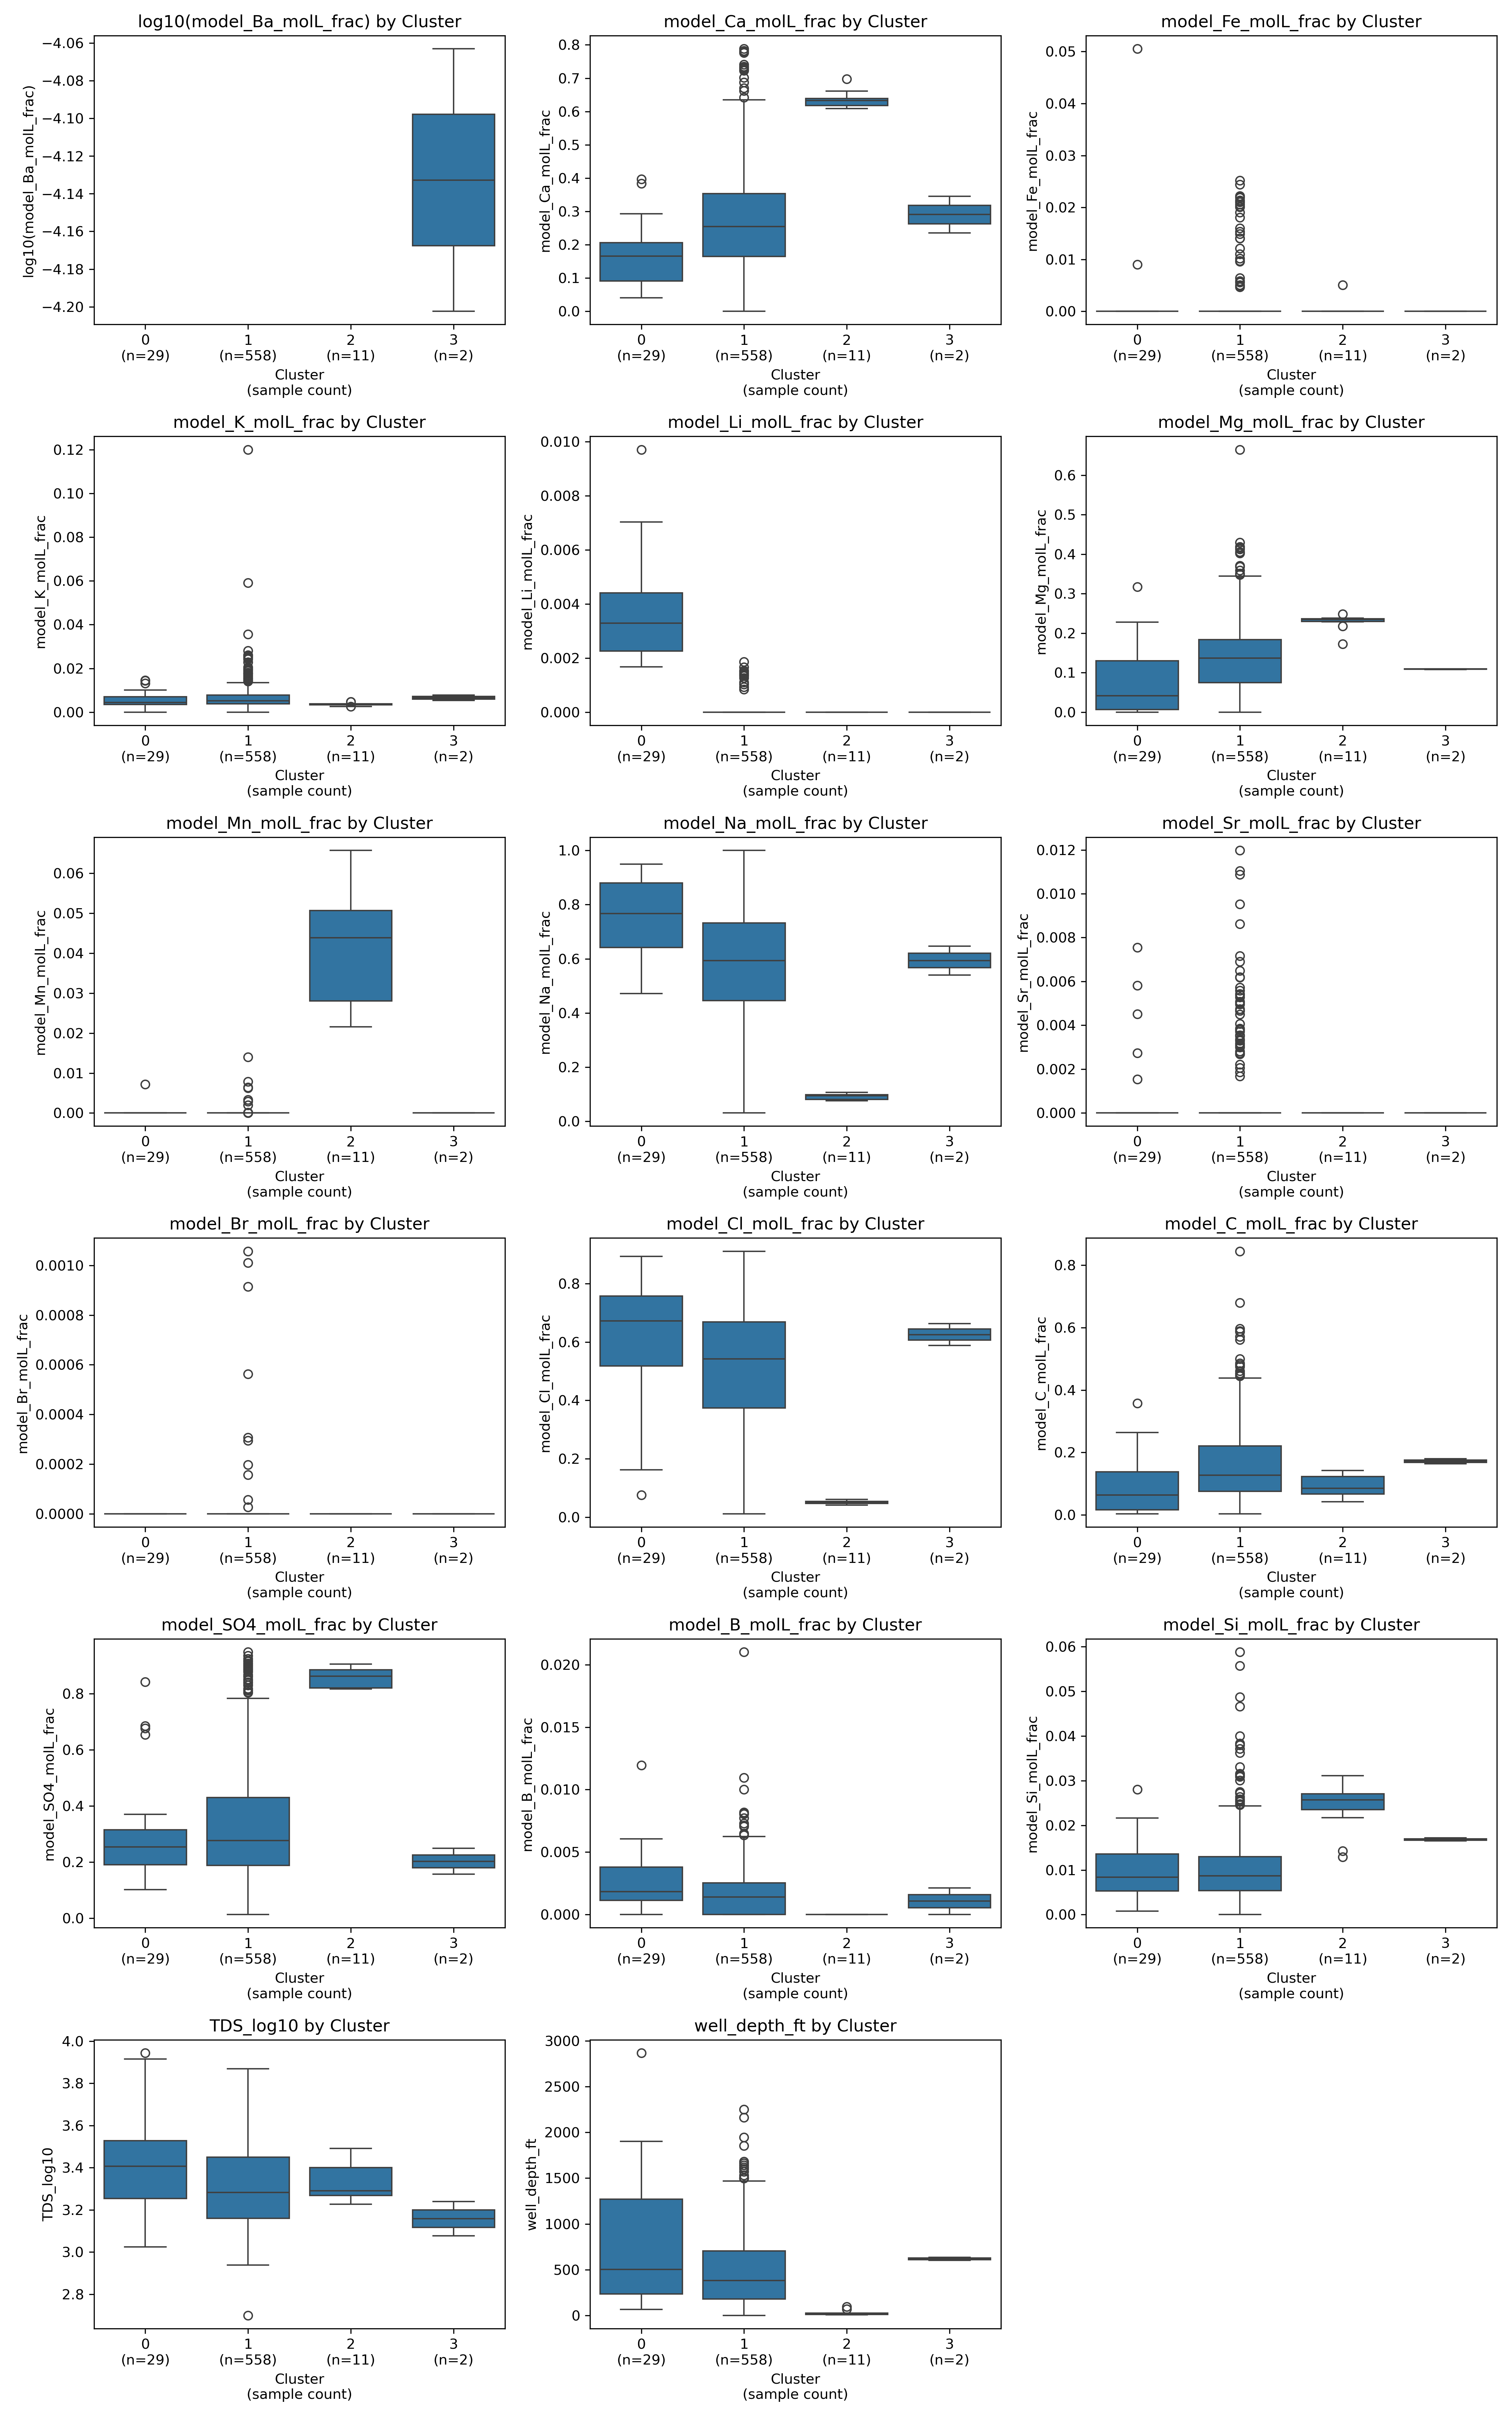 log10(model_Ba_molL_frac) by Cluster
log10(model_Ba_molL_frac)
−4.06
−4.08
−4.10
−4.12
−4.14
−4.16
−4.18
−4.20
0 1 2 3
(n=29) (n=558) (n=11) (n=2)
Cluster
(sample count)
model_Ca_molL_frac by Cluster
model_Ca_molL_frac
0.8
0.7
0.6
0.5
0.4
0.3
0.2
0.1
0.0
0 1 2 3
(n=29) (n=558) (n=11) (n=2)
Cluster
(sample count)
model_Fe_molL_frac by Cluster
model_Fe_molL_frac
0.05
0.04
0.03
0.02
0.01
0.00
0 1 2 3
(n=29) (n=558) (n=11) (n=2)
Cluster
(sample count)
model_K_molL_frac by Cluster
model_K_molL_frac
0.12
0.10
0.08
0.06
0.04
0.02
0.00
0 1 2 3
(n=29) (n=558) (n=11) (n=2)
Cluster
(sample count)
model_Li_molL_frac by Cluster
model_Li_molL_frac
0.010
0.008
0.006
0.004
0.002
0.000
0 1 2 3
(n=29) (n=558) (n=11) (n=2)
Cluster
(sample count)
model_Mg_molL_frac by Cluster
model_Mg_molL_frac
0.6
0.5
0.4
0.3
0.2
0.1
0.0
0 1 2 3
(n=29) (n=558) (n=11) (n=2)
Cluster
(sample count)
model_Mn_molL_frac by Cluster
model_Mn_molL_frac
0.06
0.05
0.04
0.03
0.02
0.01
0.00
0 1 2 3
(n=29) (n=558) (n=11) (n=2)
Cluster
(sample count)
model_Na_molL_frac by Cluster
model_Na_molL_frac
1.0
0.8
0.6
0.4
0.2
0.0
0 1 2 3
(n=29) (n=558) (n=11) (n=2)
Cluster
(sample count)
model_Sr_molL_frac by Cluster
model_Sr_molL_frac
0.012
0.010
0.008
0.006
0.004
0.002
0.000
0 1 2 3
(n=29) (n=558) (n=11) (n=2)
Cluster
(sample count)
model_Br_molL_frac by Cluster
model_Br_molL_frac
0.0010
0.0008
0.0006
0.0004
0.0002
0.0000
0 1 2 3
(n=29) (n=558) (n=11) (n=2)
Cluster
(sample count)
model_Cl_molL_frac by Cluster
model_Cl_molL_frac
0.8
0.6
0.4
0.2
0.0
0 1 2 3
(n=29) (n=558) (n=11) (n=2)
Cluster
(sample count)
model_C_molL_frac by Cluster
model_C_molL_frac
0.8
0.6
0.4
0.2
0.0
0 1 2 3
(n=29) (n=558) (n=11) (n=2)
Cluster
(sample count)
model_SO4_molL_frac by Cluster
model_SO4_molL_frac
0.8
0.6
0.4
0.2
0.0
0 1 2 3
(n=29) (n=558) (n=11) (n=2)
Cluster
(sample count)
model_B_molL_frac by Cluster
model_B_molL_frac
0.020
0.015
0.010
0.005
0.000
0 1 2 3
(n=29) (n=558) (n=11) (n=2)
Cluster
(sample count)
model_Si_molL_frac by Cluster
model_Si_molL_frac
0.06
0.05
0.04
0.03
0.02
0.01
0.00
0 1 2 3
(n=29) (n=558) (n=11) (n=2)
Cluster
(sample count)
TDS_log10 by Cluster
TDS_log10
4.0
3.8
3.6
3.4
3.2
3.0
2.8
0 1 2 3
(n=29) (n=558) (n=11) (n=2)
Cluster
(sample count)
well_depth_ft by Cluster
well_depth_ft
3000
2500
2000
1500
1000
500
0
0 1 2 3
(n=29) (n=558) (n=11) (n=2)
Cluster
(sample count)